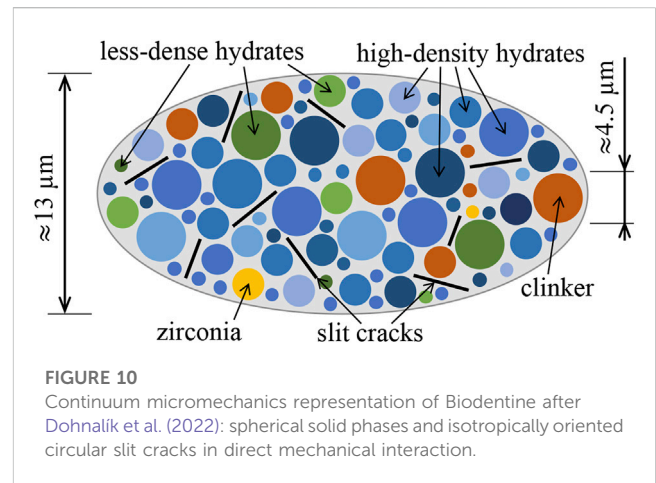 less-dense hydrates
high-density hydrates
≈13 μm
≈4.5 μm
zirconia
slit cracks
clinker
FIGURE 10
Continuum micromechanics representation of Biodentine after
Dohnalík et al. (2022): spherical solid phases and isotropically oriented
circular slit cracks in direct mechanical interaction.